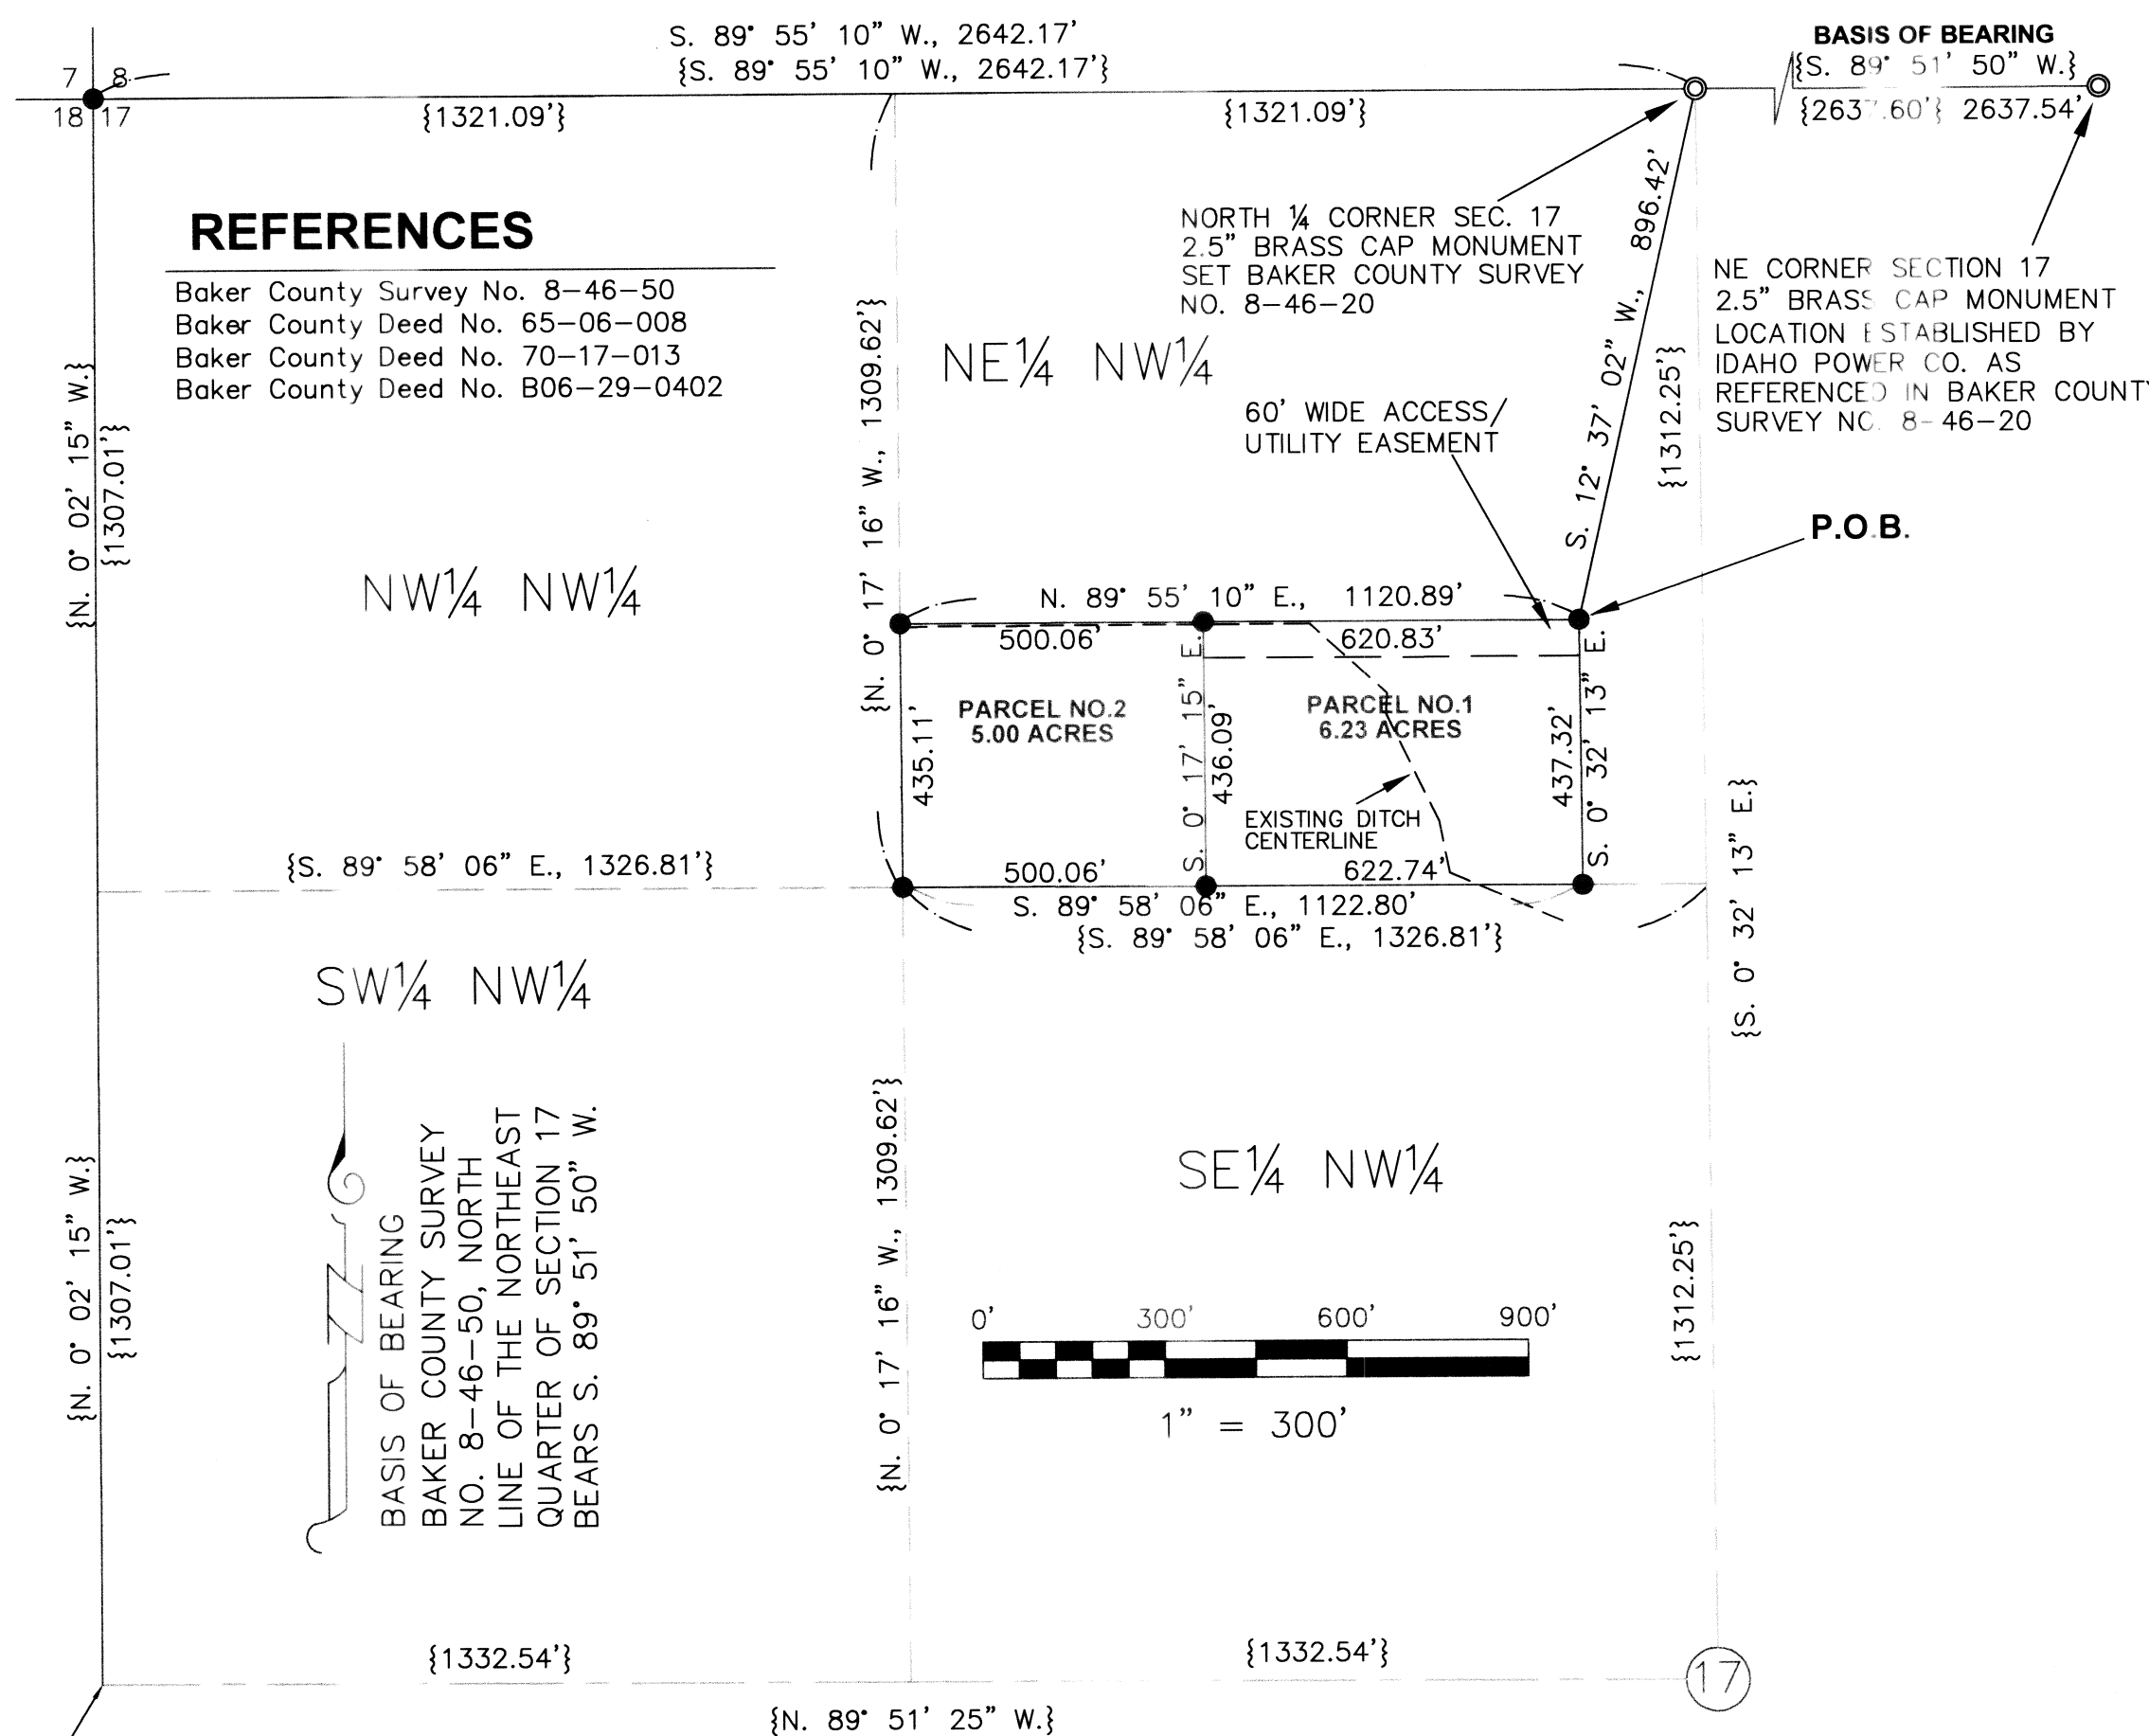 S. 89° 55' 10" W., 2642.17'
{S. 89° 55' 10" W., 2642.17'}
BASIS OF BEARING
{S. 89° 51' 50" W.}
{2637.60'} 2637.54'
7 8
18 17
{1321.09'}
{1321.09'}
REFERENCES
Baker County Survey No. 8-46-50
Baker County Deed No. 65-06-008
Baker County Deed No. 70-17-013
Baker County Deed No. B06-29-0402
NORTH 1/4 CORNER SEC. 17
2.5" BRASS CAP MONUMENT
SET BAKER COUNTY SURVEY
NO. 8-46-20
NE CORNER SECTION 17
2.5" BRASS CAP MONUMENT
LOCATION ESTABLISHED BY
IDAHO POWER CO. AS
REFERENCED IN BAKER COUNTY
SURVEY NO. 8-46-20
S. 12° 37' 02" W., 896.42'
{1312.25'}
{N. 0° 17' 16" W., 1309.62'}
NE1/4 NW1/4
60' WIDE ACCESS/
UTILITY EASEMENT
{N. 0° 02' 15" W.}
{1307.01'}
P.O.B.
NW1/4 NW1/4
N. 89° 55' 10" E., 1120.89'
500.06'
620.83'
PARCEL NO.2
5.00 ACRES
PARCEL NO.1
6.23 ACRES
435.11'
S. 0° 17' 15" E.
436.09'
437.32'
S. 0° 32' 13" E.
EXISTING DITCH
CENTERLINE
{S. 0° 32' 13" E.}
{S. 89° 58' 06" E., 1326.81'}
500.06'
622.74'
S. 89° 58' 06" E., 1122.80'
{S. 89° 58' 06" E., 1326.81'}
SW1/4 NW1/4
BASIS OF BEARING
BAKER COUNTY SURVEY
NO. 8-46-50, NORTH
LINE OF THE NORTHEAST
QUARTER OF SECTION 17
BEARS S. 89° 51' 50" W.
{N. 0° 02' 15" W.}
{1307.01'}
{N. 0° 17' 16" W., 1309.62'}
SE1/4 NW1/4
{1312.25'}
0' 300' 600' 900'
1" = 300'
{1332.54'}
{1332.54'}
17
{N. 89° 51' 25" W.}